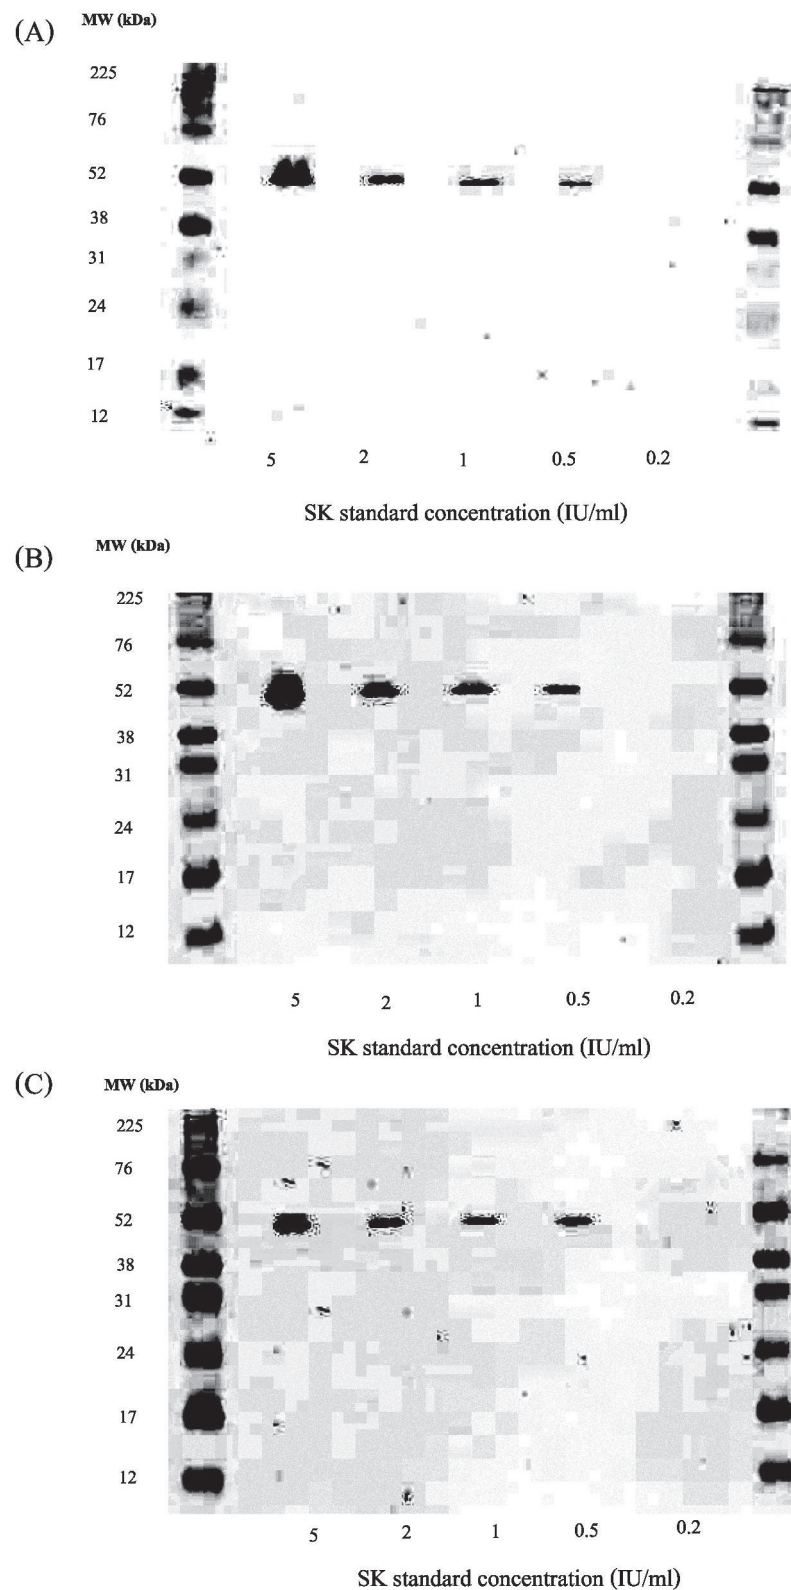 (A) MW (kDa)
225
76
52
38
31
24
17
12
5 2 1 0.5 0.2
SK standard concentration (IU/ml)
(B) MW (kDa)
225
76
52
38
31
24
17
12
5 2 1 0.5 0.2
SK standard concentration (IU/ml)
(C) MW (kDa)
225
76
52
38
31
24
17
12
5 2 1 0.5 0.2
SK standard concentration (IU/ml)